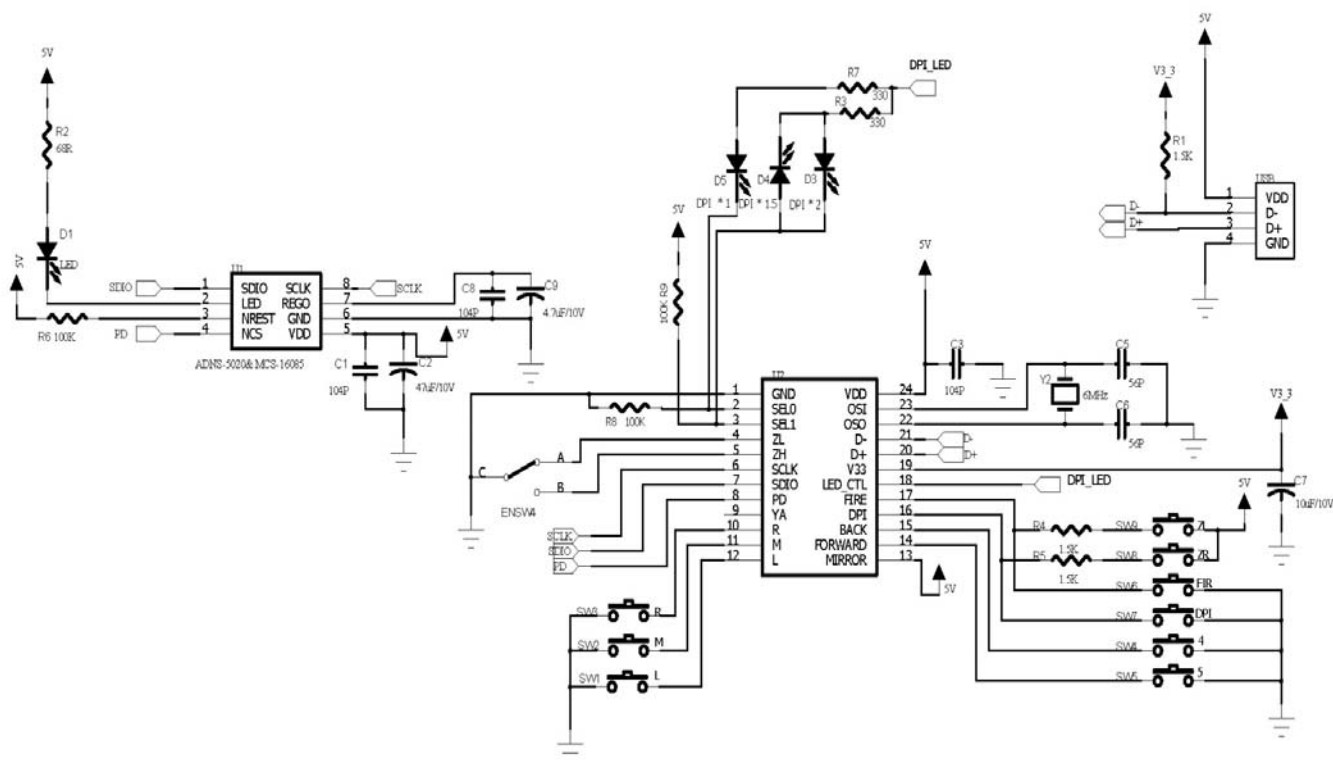 5V
R2
68R
D1
LED
5V
R6 100K
SDIO
PD
U1
1 SDIO SCLK 8
2 LED REGO 7
3 NREST GND 6
4 NCS VDD 5
ADNS-5020& MCS-16085
SCLK
C8
104P
C9
4.7uF/10V
5V
C1
104P
C2
47uF/10V
DPI_LED
R7
330
R3
330
D5
D4
D3
DPI *1
DPI * 1.5
DPI * 2
5V
100K R9
R8 100K
C
A
B
ENSW4
SCLK
SDIO
PD
U2
1 GND VDD 24
2 SEL0 OSI 23
3 SEL1 OSO 22
4 ZL D- 21
5 ZH D+ 20
6 SCLK V33 19
7 SDIO LED_CTL 18
8 PD FIRE 17
9 YA DPI 16
10 R BACK 15
11 M FORWARD 14
12 L MIRROR 13
SW3 R
SW2 M
SW1 L
5V
C3
104P
Y2
6MHz
C5
56P
C6
56P
D-
D+
DPI_LED
V3_3
C7
10uF/10V
5V
5V
R4
1.5K
SW9
R5
1.5K
SW8 ZR
SW6 FIR
SW7 DPI
SW4 4
SW5 5
5V
V3_3
R1
1.5K
D-
D+
USB
1 VDD
2 D-
3 D+
4 GND